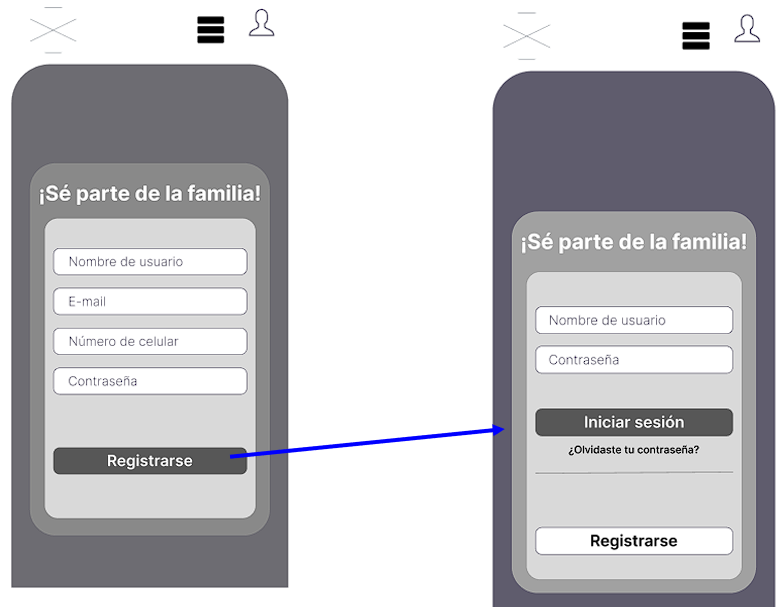 ¡Sé parte de la familia!
Nombre de usuario
E-mail
Número de celular
Contraseña
Registrarse
¡Sé parte de la familia!
Nombre de usuario
Contraseña
Iniciar sesión
¿Olvidaste tu contraseña?
Registrarse